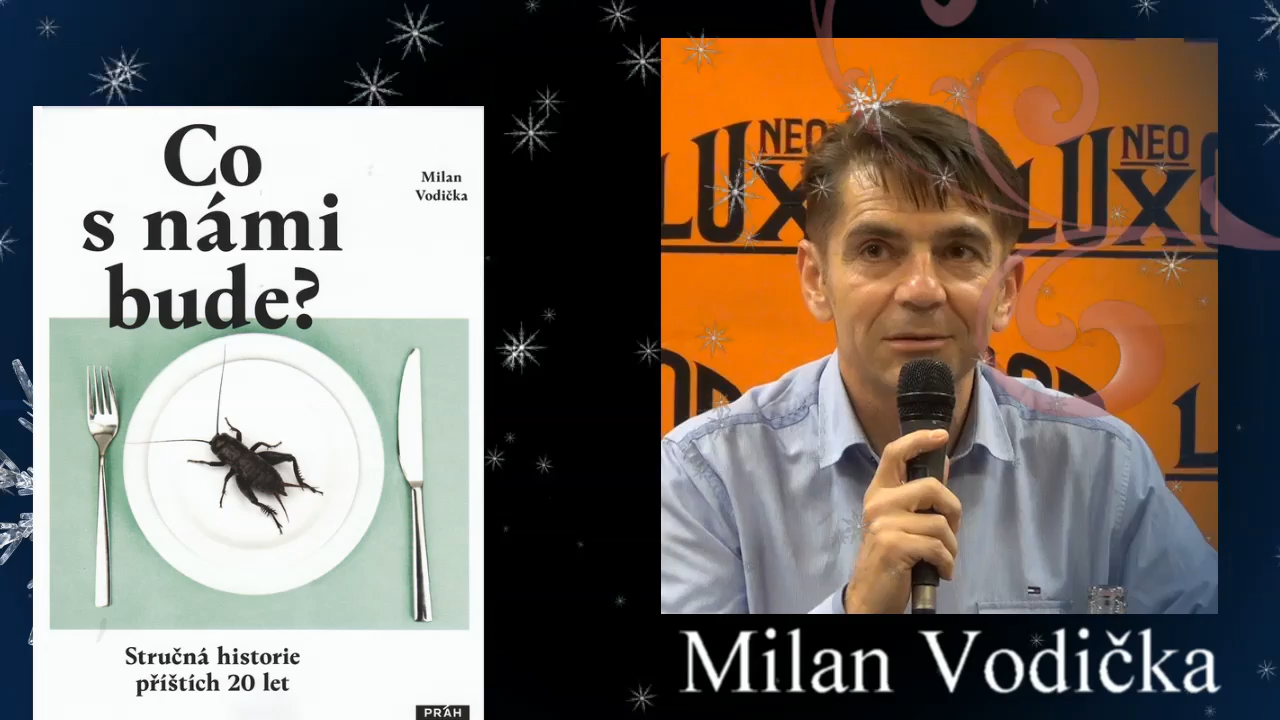 Co
s námi
bude?
Milan
Vodička
Stručná historie
příštích 20 let
PRÁH
NEO
LUX
NEO
LUX
Milan Vodička